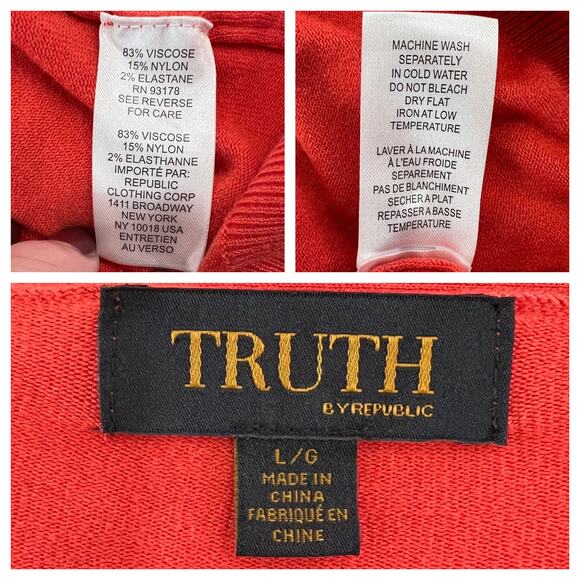 83% VISCOSE
15% NYLON
2% ELASTANE
RN 93178
SEE REVERSE
FOR CARE
83% VISCOSE
15% NYLON
2% ELASTHANNE
IMPORTÉ PAR:
REPUBLIC
CLOTHING CORP
1411 BROADWAY
NEW YORK
NY 10018 USA
ENTRETIEN
AU VERSO
MACHINE WASH
SEPARATELY
IN COLD WATER
DO NOT BLEACH
DRY FLAT
IRON AT LOW
TEMPERATURE
LAVER À LA MACHINE
À L'EAU FROIDE
SEPAREMENT
PAS DE BLANCHIMENT
SECHER A PLAT
REPASSER A BASSE
TEMPERATURE
TRUTH
BY REPUBLIC
L/G
MADE IN
CHINA
FABRIQUÉ EN
CHINE